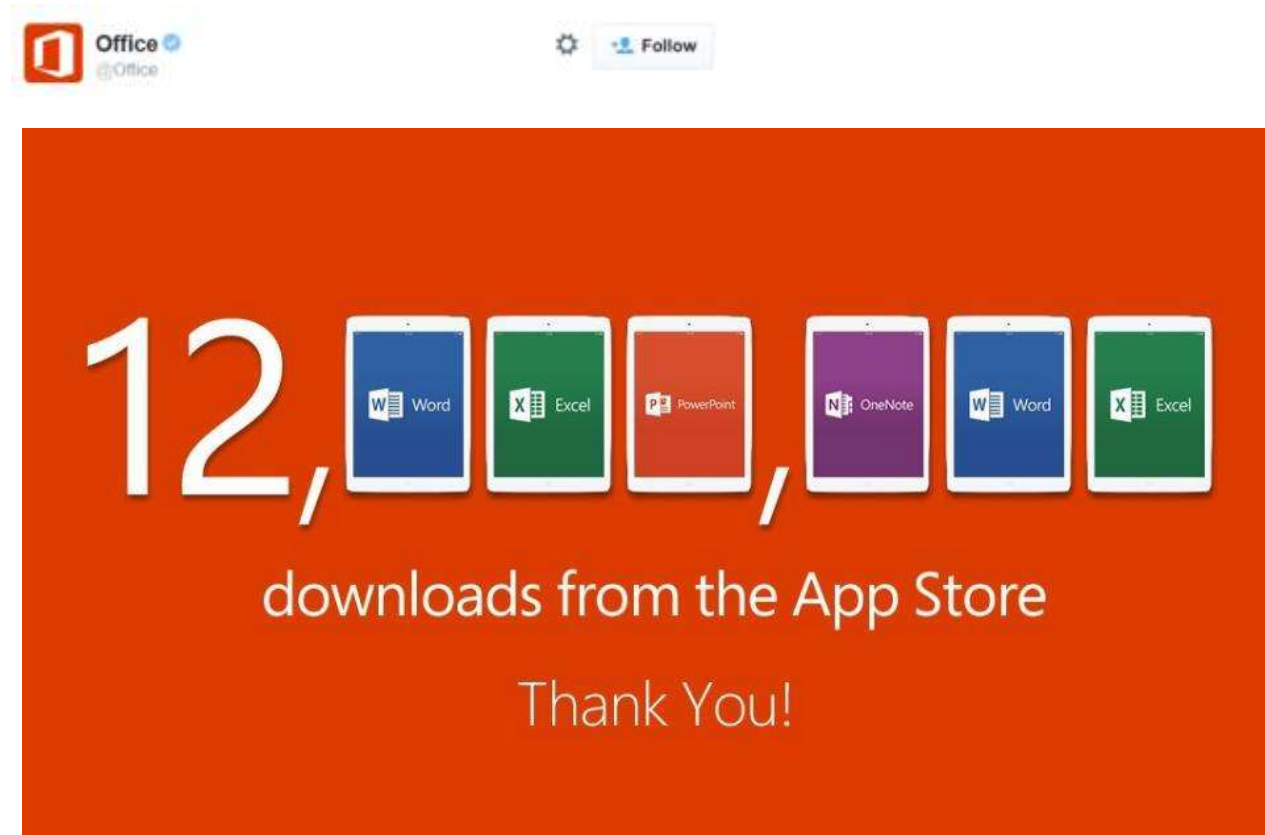 Office
@Office
Follow
12, Word Excel PowerPoint , OneNote Word Excel
downloads from the App Store
Thank You!